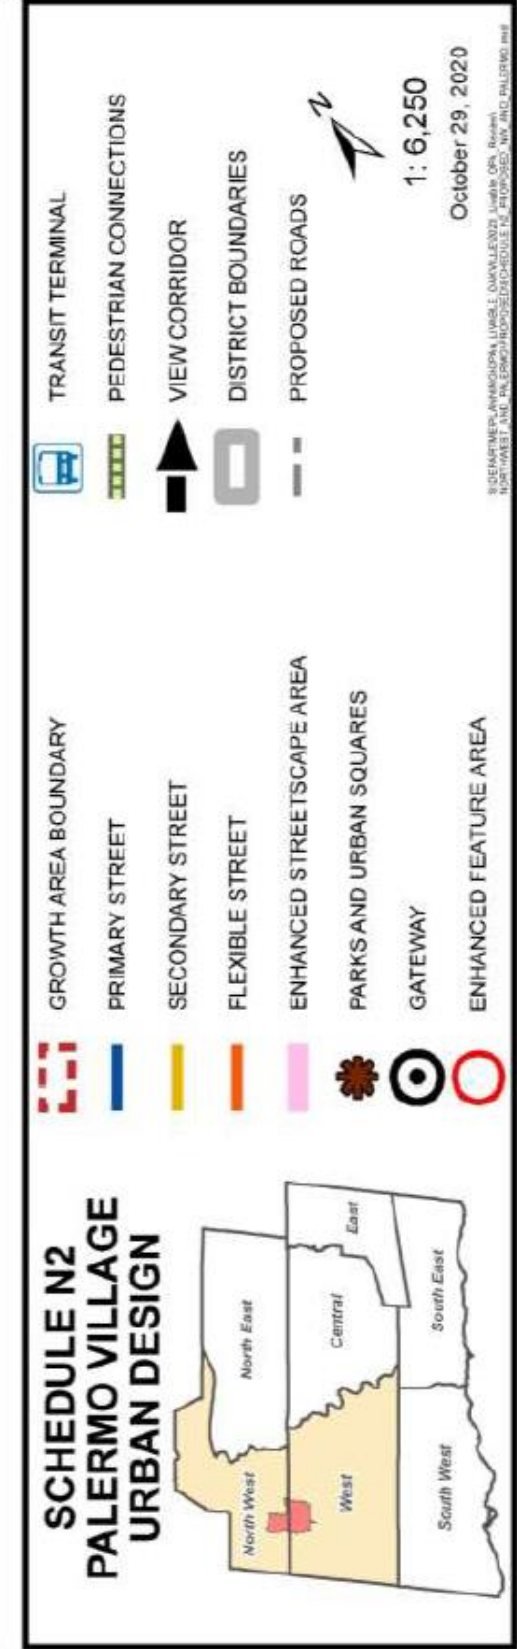 SCHEDULE N2
PALERMO VILLAGE
URBAN DESIGN
North West
North East
West
Central
East
South West
South East
GROWTH AREA BOUNDARY
PRIMARY STREET
SECONDARY STREET
FLEXIBLE STREET
ENHANCED STREETSCAPE AREA
PARKS AND URBAN SQUARES
GATEWAY
ENHANCED FEATURE AREA
TRANSIT TERMINAL
PEDESTRIAN CONNECTIONS
VIEW CORRIDOR
DISTRICT BOUNDARIES
PROPOSED ROADS
N
1: 6,250
October 29, 2020